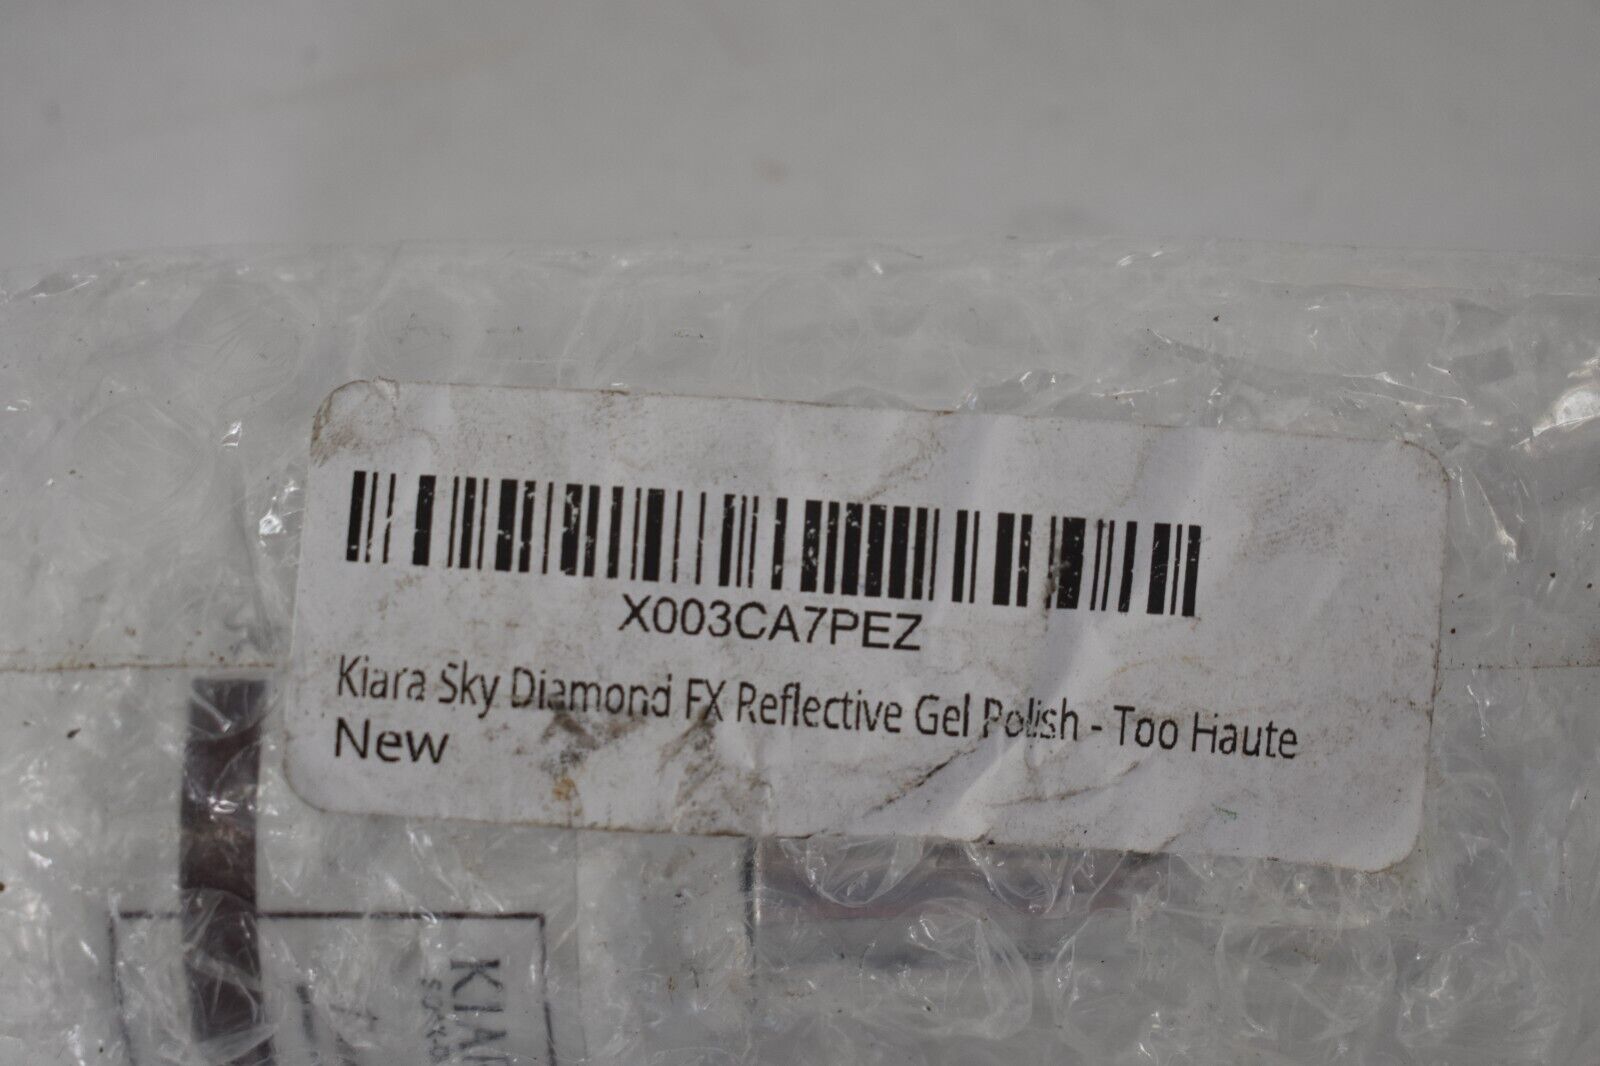 X003CA7PEZ
Kiara Sky Diamond FX Reflective Gel Polish - Too Haute
New